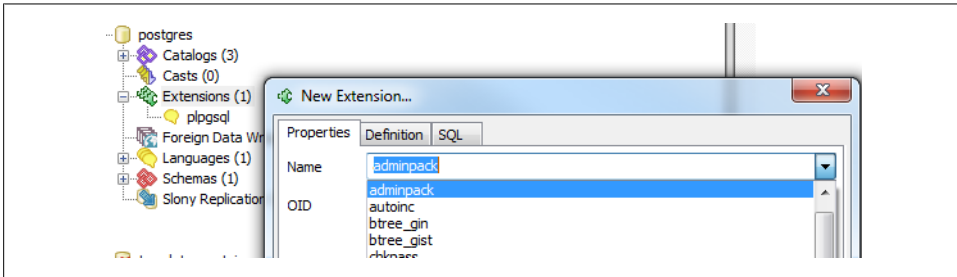 postgres
Catalogs (3)
Casts (0)
Extensions (1)
plpgsql
Foreign Data Wr
Languages (1)
Schemas (1)
Slony Replication
New Extension...
Properties Definition SQL
Name adminpack
adminpack
OID autoinc
btree_gin
btree_gist
chkpass